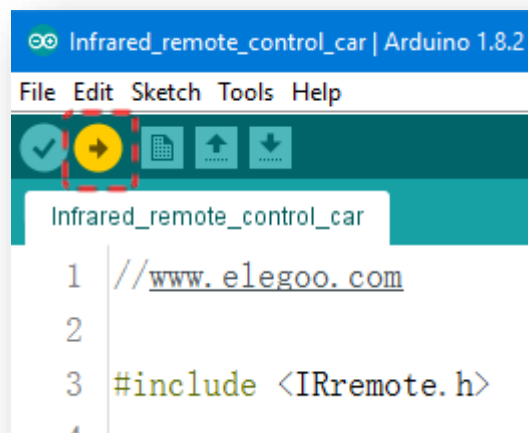 Infrared_remote_control_car | Arduino 1.8.2
File Edit Sketch Tools Help
Infrared_remote_control_car
1 //www.elegoo.com
2
3 #include <IRremote.h>